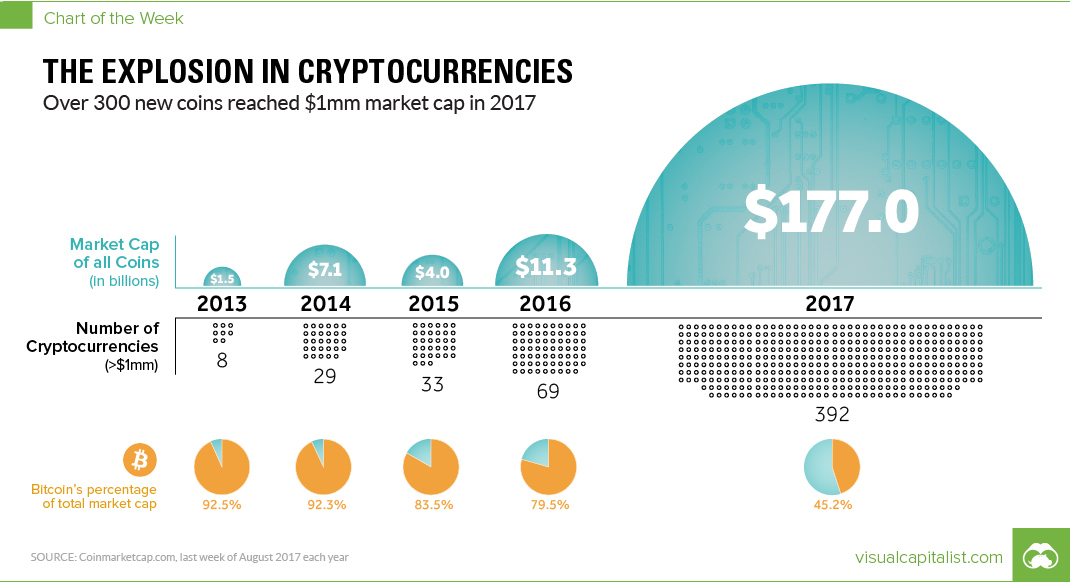 Chart of the Week
THE EXPLOSION IN CRYPTOCURRENCIES
Over 300 new coins reached $1mm market cap in 2017
Market Cap
of all Coins
(in billions)
$1.5
$7.1
$4.0
$11.3
$177.0
2013
2014
2015
2016
2017
Number of
Cryptocurrencies
(>$1mm)
8
29
33
69
392
Bitcoin's percentage
of total market cap
92.5%
92.3%
83.5%
79.5%
45.2%
SOURCE: Coinmarketcap.com, last week of August 2017 each year
visualcapitalist.com